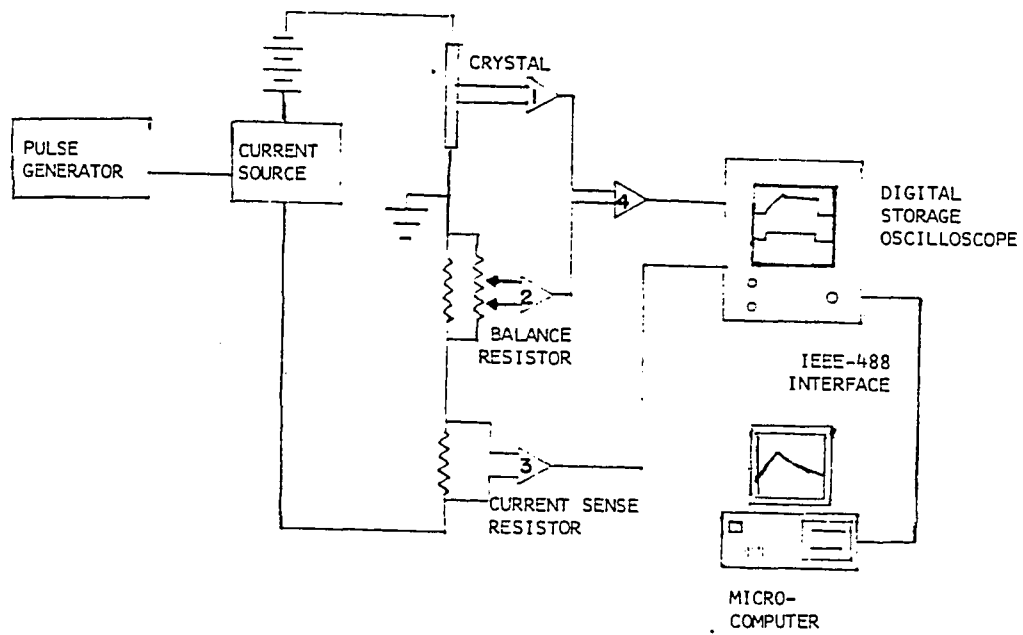 CRYSTAL
1
PULSE
GENERATOR
CURRENT
SOURCE
4
DIGITAL
STORAGE
OSCILLOSCOPE
2
BALANCE
RESISTOR
IEEE-488
INTERFACE
3
CURRENT SENSE
RESISTOR
MICRO-
COMPUTER